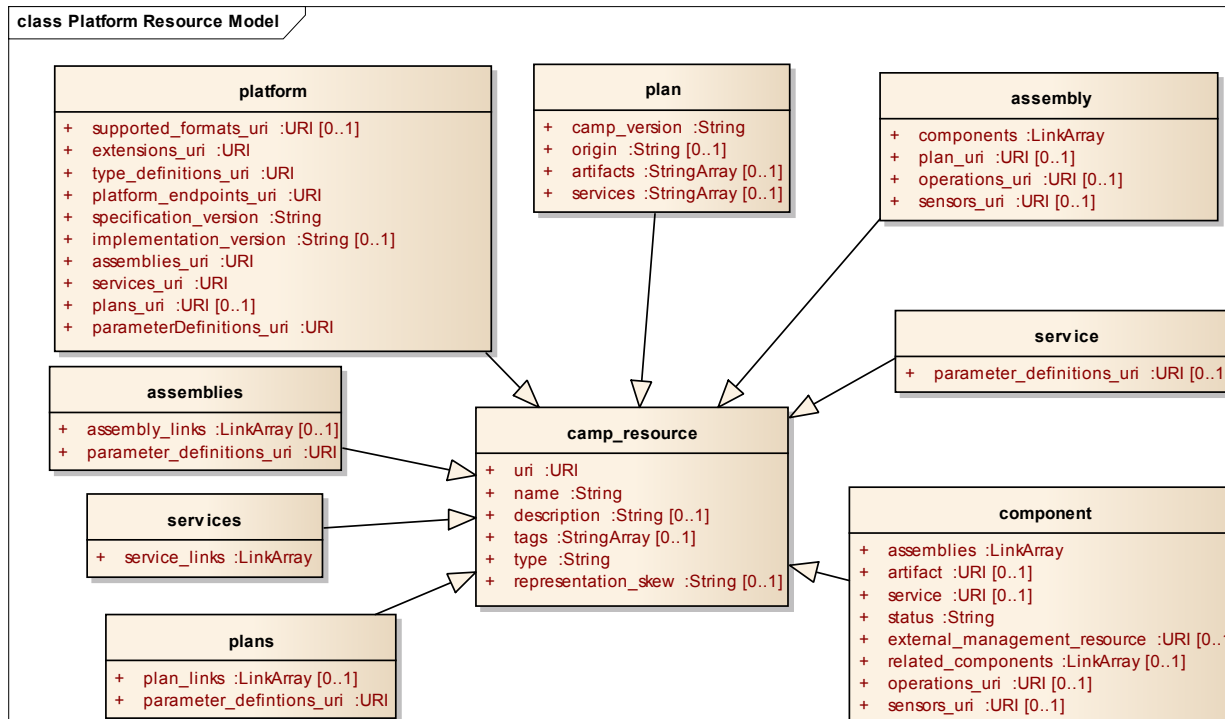 class Platform Resource Model
platform
+ supported_formats_uri :URI [0..1]
+ extensions_uri :URI
+ type_definitions_uri :URI
+ platform_endpoints_uri :URI
+ specification_version :String
+ implementation_version :String [0..1]
+ assemblies_uri :URI
+ services_uri :URI
+ plans_uri :URI [0..1]
+ parameterDefinitions_uri :URI
plan
+ camp_version :String
+ origin :String [0..1]
+ artifacts :StringArray [0..1]
+ services :StringArray [0..1]
assembly
+ components :LinkArray
+ plan_uri :URI [0..1]
+ operations_uri :URI [0..1]
+ sensors_uri :URI [0..1]
service
+ parameter_definitions_uri :URI [0..1
assemblies
+ assembly_links :LinkArray [0..1]
+ parameter_definitions_uri :URI
camp_resource
+ uri :URI
+ name :String
+ description :String [0..1]
+ tags :StringArray [0..1]
+ type :String
+ representation_skew :String [0..1]
services
+ service_links :LinkArray
component
+ assemblies :LinkArray
+ artifact :URI [0..1]
+ service :URI [0..1]
+ status :String
+ external_management_resource :URI [0..1
+ related_components :LinkArray [0..1]
+ operations_uri :URI [0..1]
+ sensors_uri :URI [0..1]
plans
+ plan_links :LinkArray [0..1]
+ parameter_defintions_uri :URI